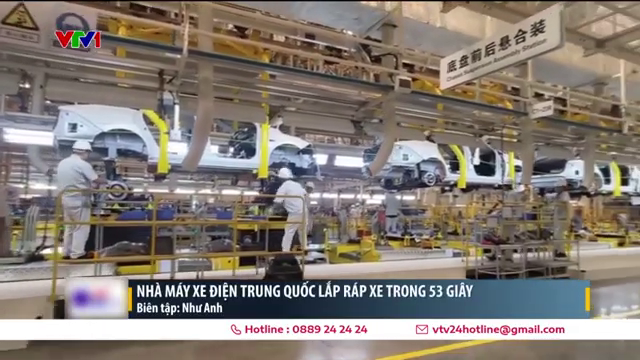 VTV1
底盘前后悬合装
Chassis Suspension Assembly Station
NHÀ MÁY XE ĐIỆN TRUNG QUỐC LẮP RÁP XE TRONG 53 GIÂY
Biên tập: Như Anh
Hotline : 0889 24 24 24
vtv24hotline@gmail.com